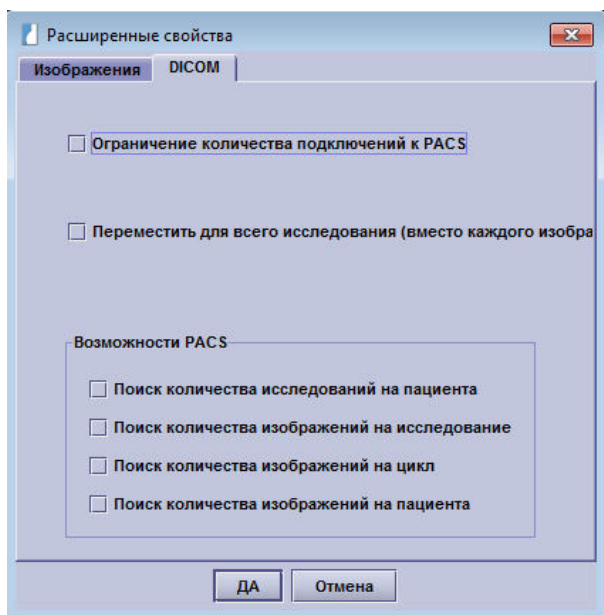 Расширенные свойства
Изображения DICOM
Ограничение количества подключений к PACS
Переместить для всего исследования (вместо каждого изобра
Возможности PACS
Поиск количества исследований на пациента
Поиск количества изображений на исследование
Поиск количества изображений на цикл
Поиск количества изображений на пациента
ДА Отмена